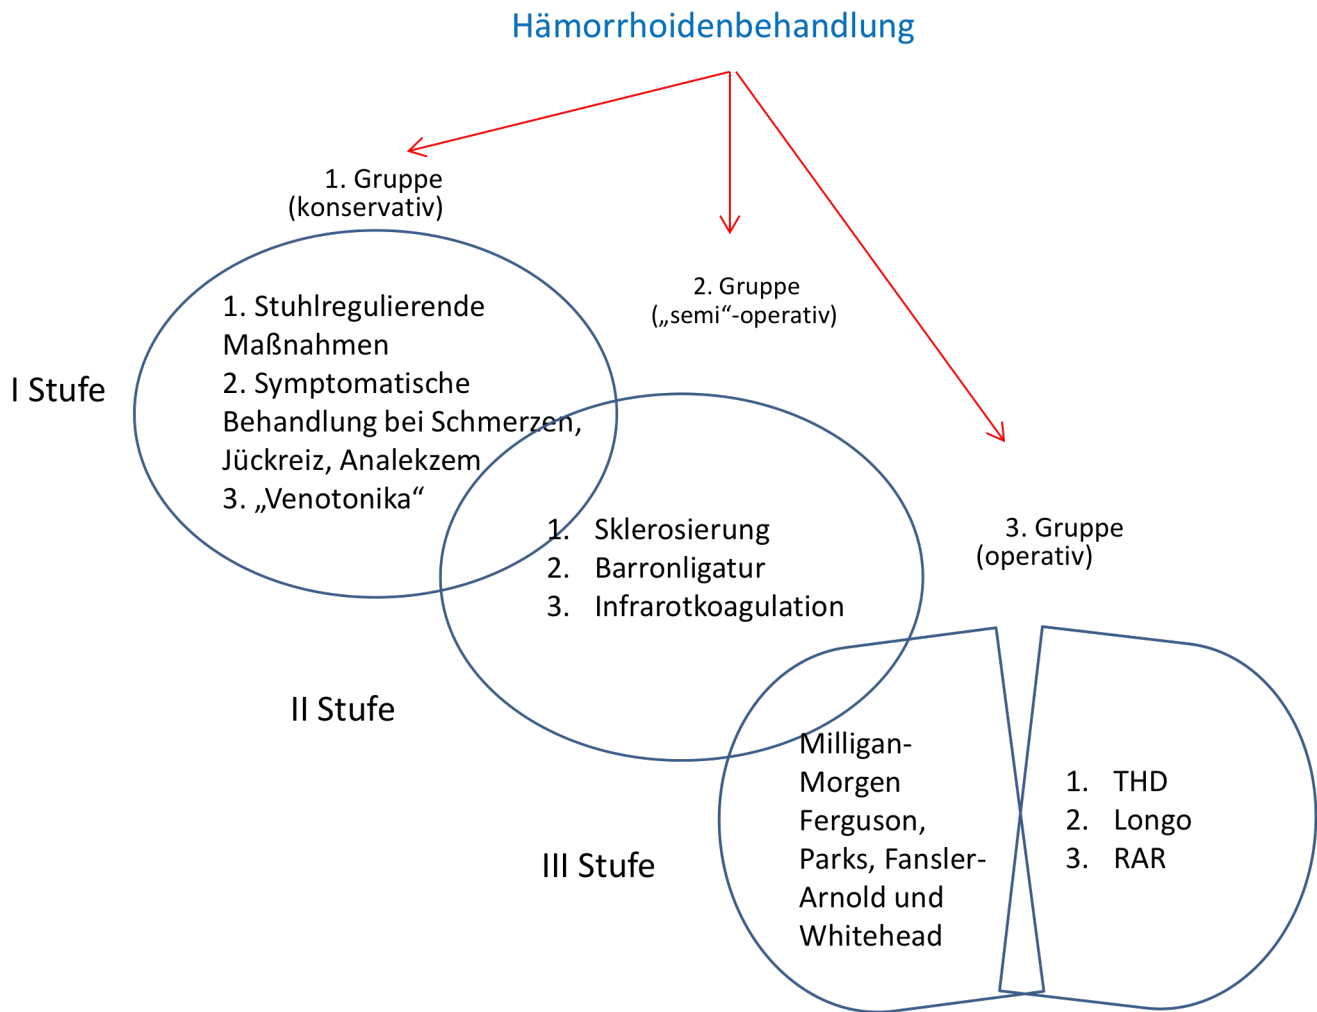 Hämorrhoidenbehandlung
1. Gruppe
(konservativ)
2. Gruppe
(„semi“-operativ)
1. Stuhlregulierende
Maßnahmen
2. Symptomatische
Behandlung bei Schmerzen,
Jückreiz, Analekzem
3. „Venotonika“
I Stufe
1. Sklerosierung
2. Barronligatur
3. Infrarotkoagulation
3. Gruppe
(operativ)
II Stufe
Milligan-
Morgen
Ferguson,
Parks, Fansler-
Arnold und
Whitehead
1. THD
2. Longo
3. RAR
III Stufe